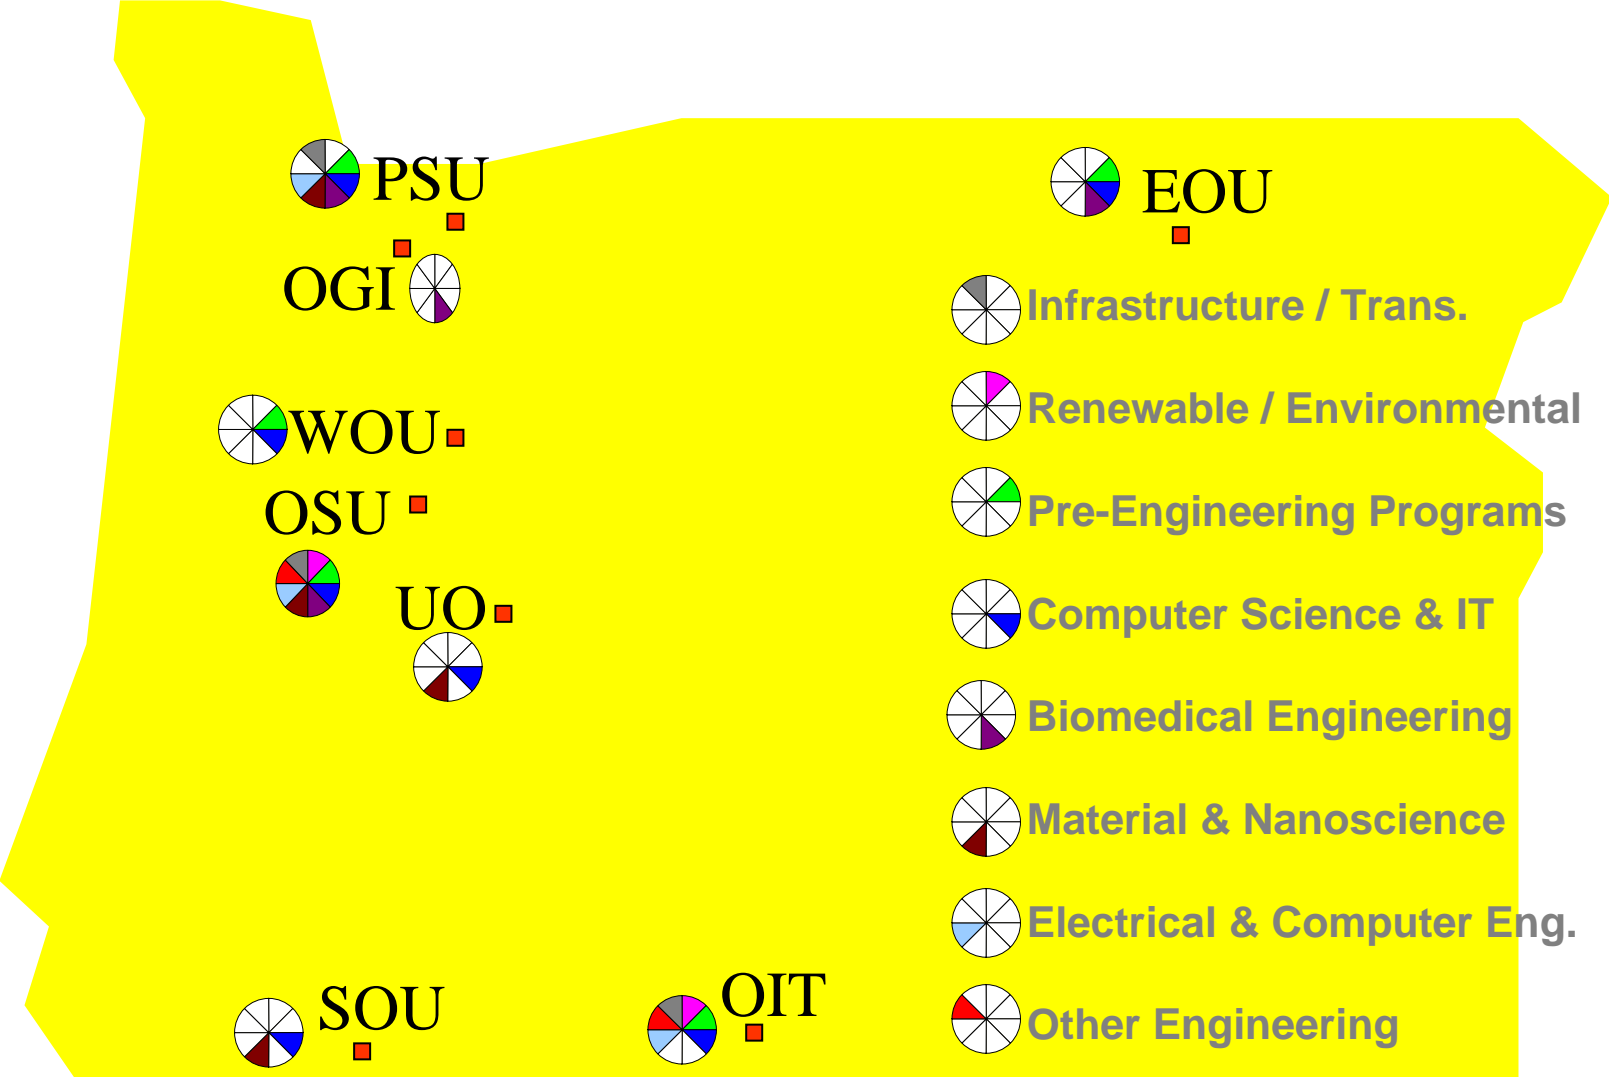 PSU
EOU
OGI
WOU
OSU
UO
SOU
OIT
Infrastructure / Trans.
Renewable / Environmental
Pre-Engineering Programs
Computer Science & IT
Biomedical Engineering
Material & Nanoscience
Electrical & Computer Eng.
Other Engineering